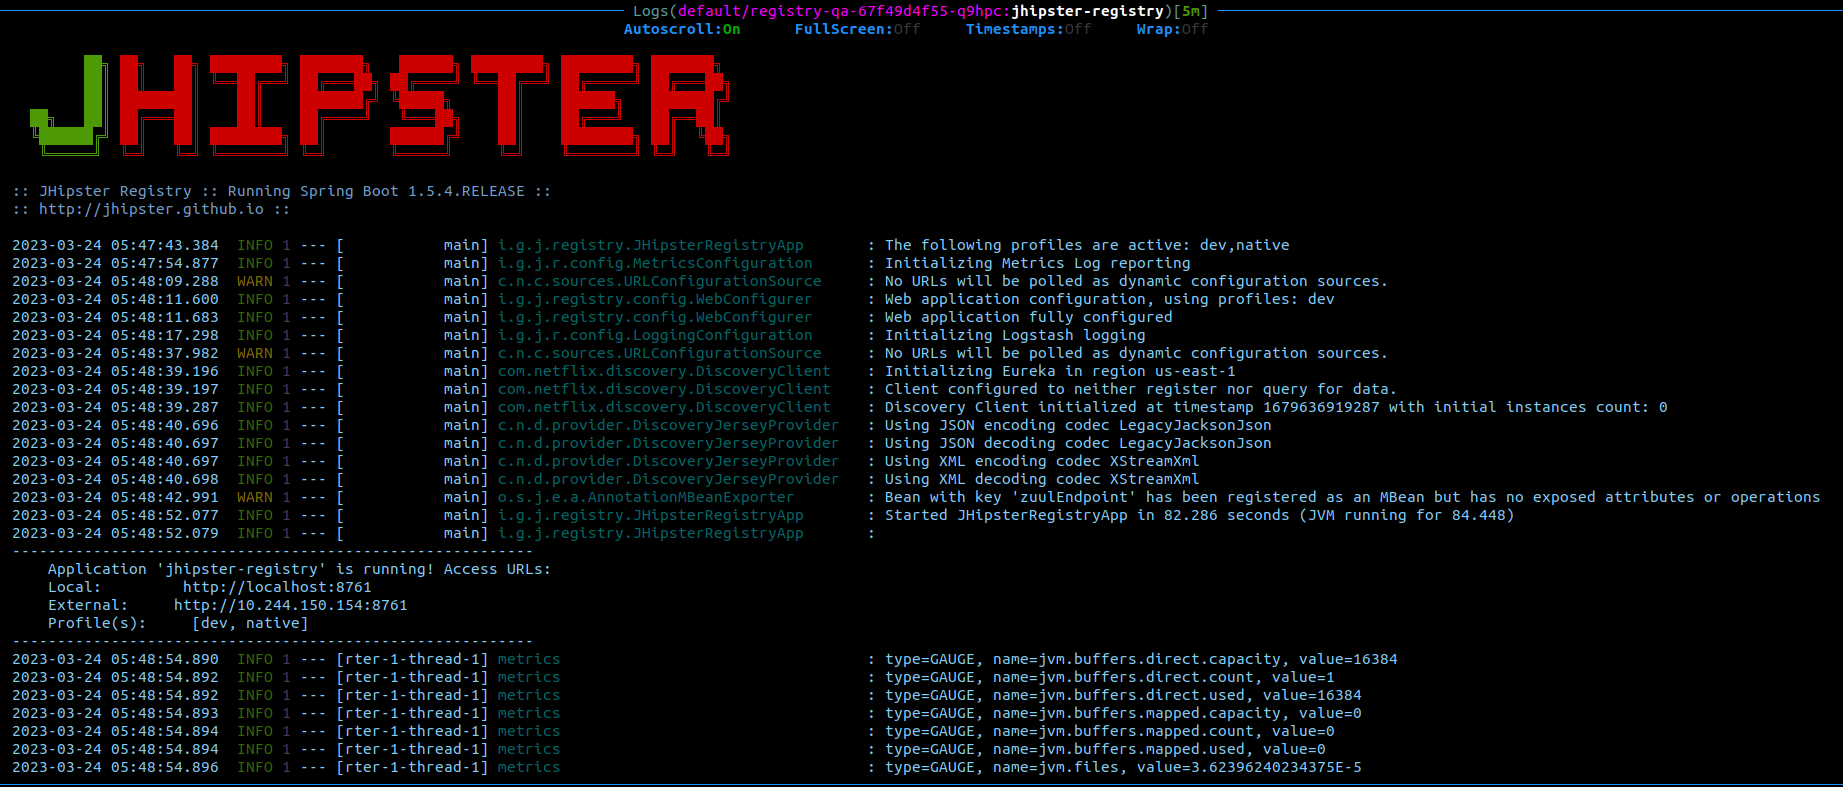 Logs(default/registry-qa-67f49d4f55-q9hpc:jhipster-registry)[5m]
Autoscroll:On FullScreen:Off Timestamps:Off Wrap:Off
JHIPSTER
:: JHipster Registry :: Running Spring Boot 1.5.4.RELEASE ::
:: http://jhipster.github.io ::
2023-03-24 05:47:43.384 INFO 1 --- [ main] i.g.j.registry.JHipsterRegistryApp : The following profiles are active: dev,native
2023-03-24 05:47:54.877 INFO 1 --- [ main] i.g.j.r.config.MetricsConfiguration : Initializing Metrics Log reporting
2023-03-24 05:48:09.288 WARN 1 --- [ main] c.n.c.sources.URLConfigurationSource : No URLs will be polled as dynamic configuration sources.
2023-03-24 05:48:11.600 INFO 1 --- [ main] i.g.j.registry.config.WebConfigurer : Web application configuration, using profiles: dev
2023-03-24 05:48:11.683 INFO 1 --- [ main] i.g.j.registry.config.WebConfigurer : Web application fully configured
2023-03-24 05:48:17.298 INFO 1 --- [ main] i.g.j.r.config.LoggingConfiguration : Initializing Logstash logging
2023-03-24 05:48:37.982 WARN 1 --- [ main] c.n.c.sources.URLConfigurationSource : No URLs will be polled as dynamic configuration sources.
2023-03-24 05:48:39.196 INFO 1 --- [ main] com.netflix.discovery.DiscoveryClient : Initializing Eureka in region us-east-1
2023-03-24 05:48:39.197 INFO 1 --- [ main] com.netflix.discovery.DiscoveryClient : Client configured to neither register nor query for data.
2023-03-24 05:48:39.287 INFO 1 --- [ main] com.netflix.discovery.DiscoveryClient : Discovery Client initialized at timestamp 1679636919287 with initial instances count: 0
2023-03-24 05:48:40.696 INFO 1 --- [ main] c.n.d.provider.DiscoveryJerseyProvider : Using JSON encoding codec LegacyJacksonJson
2023-03-24 05:48:40.697 INFO 1 --- [ main] c.n.d.provider.DiscoveryJerseyProvider : Using JSON decoding codec LegacyJacksonJson
2023-03-24 05:48:40.697 INFO 1 --- [ main] c.n.d.provider.DiscoveryJerseyProvider : Using XML encoding codec XStreamXml
2023-03-24 05:48:40.698 INFO 1 --- [ main] c.n.d.provider.DiscoveryJerseyProvider : Using XML decoding codec XStreamXml
2023-03-24 05:48:42.991 WARN 1 --- [ main] o.s.j.e.a.AnnotationMBeanExporter : Bean with key 'zuulEndpoint' has been registered as an MBean but has no exposed attributes or operations
2023-03-24 05:48:52.077 INFO 1 --- [ main] i.g.j.registry.JHipsterRegistryApp : Started JHipsterRegistryApp in 82.286 seconds (JVM running for 84.448)
2023-03-24 05:48:52.079 INFO 1 --- [ main] i.g.j.registry.JHipsterRegistryApp :
----------------------------------------------------------
Application 'jhipster-registry' is running! Access URLs:
Local: http://localhost:8761
External: http://10.244.150.154:8761
Profile(s): [dev, native]
----------------------------------------------------------
2023-03-24 05:48:54.890 INFO 1 --- [rter-1-thread-1] metrics : type=GAUGE, name=jvm.buffers.direct.capacity, value=16384
2023-03-24 05:48:54.892 INFO 1 --- [rter-1-thread-1] metrics : type=GAUGE, name=jvm.buffers.direct.count, value=1
2023-03-24 05:48:54.892 INFO 1 --- [rter-1-thread-1] metrics : type=GAUGE, name=jvm.buffers.direct.used, value=16384
2023-03-24 05:48:54.893 INFO 1 --- [rter-1-thread-1] metrics : type=GAUGE, name=jvm.buffers.mapped.capacity, value=0
2023-03-24 05:48:54.894 INFO 1 --- [rter-1-thread-1] metrics : type=GAUGE, name=jvm.buffers.mapped.count, value=0
2023-03-24 05:48:54.894 INFO 1 --- [rter-1-thread-1] metrics : type=GAUGE, name=jvm.buffers.mapped.used, value=0
2023-03-24 05:48:54.896 INFO 1 --- [rter-1-thread-1] metrics : type=GAUGE, name=jvm.files, value=3.62396240234375E-5